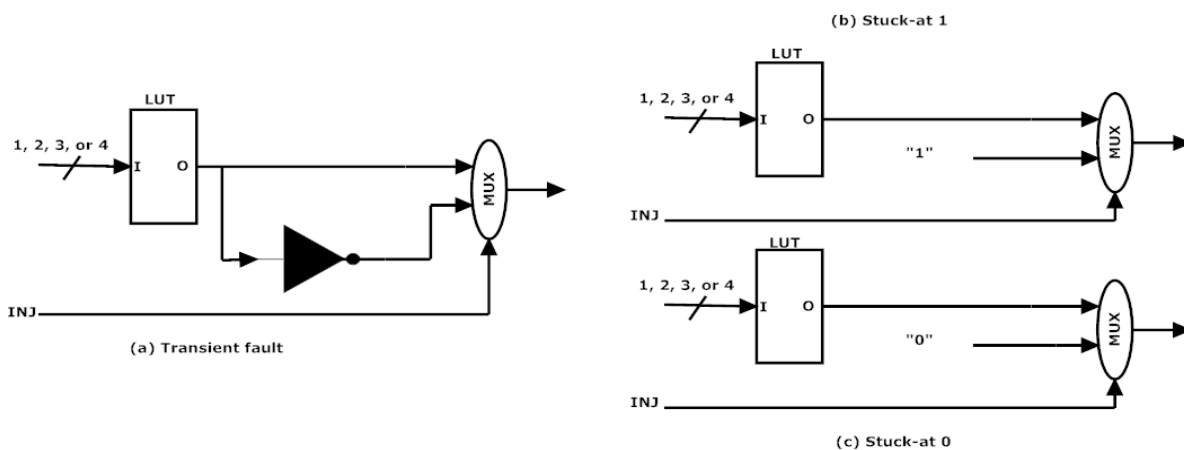 LUT
1, 2, 3, or 4
I
O
MUX
INJ
(a) Transient fault
(b) Stuck-at 1
LUT
1, 2, 3, or 4
I
O
"1"
MUX
INJ
LUT
1, 2, 3, or 4
I
O
"0"
MUX
INJ
(c) Stuck-at 0